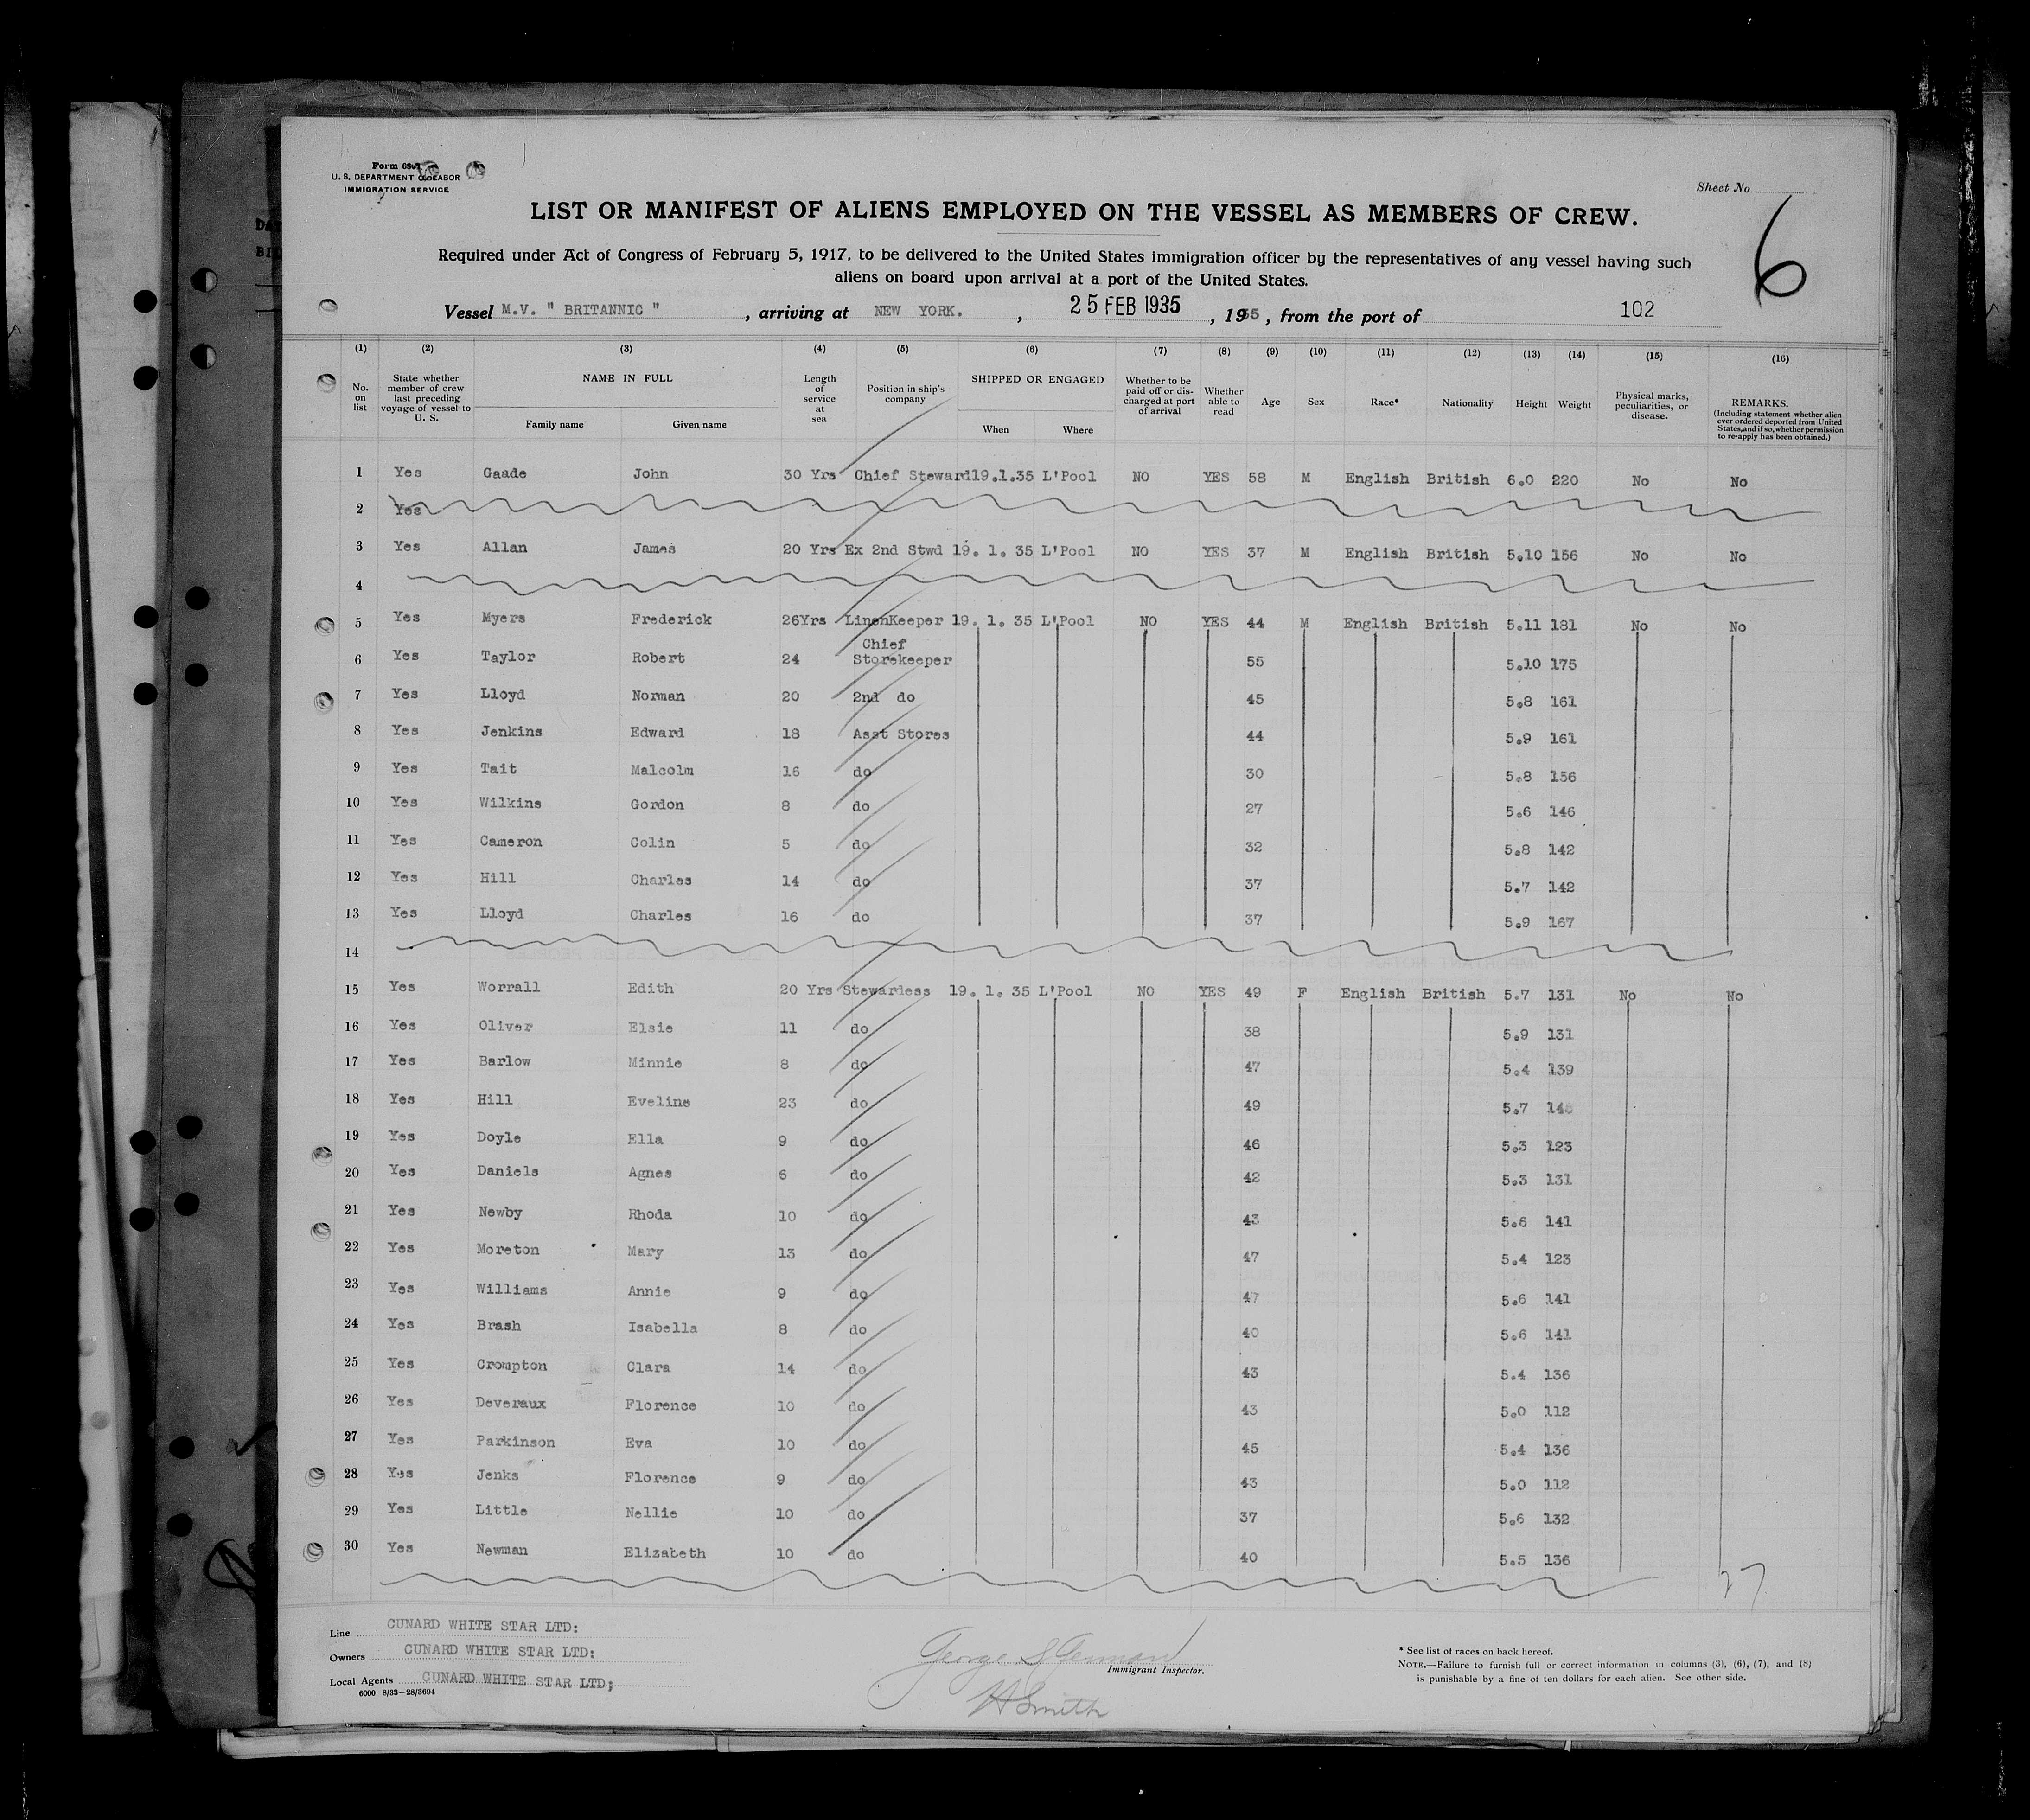 Form 680
U. S. DEPARTMENT OF LABOR
IMMIGRATION SERVICE
Sheet No.
6
LIST OR MANIFEST OF ALIENS EMPLOYED ON THE VESSEL AS MEMBERS OF CREW.
Required under Act of Congress of February 5, 1917, to be delivered to the United States immigration officer by the representatives of any vessel having such
aliens on board upon arrival at a port of the United States.
Vessel M.V. " BRITANNIC " , arriving at NEW YORK. , 25 FEB 1935 , 1935 , from the port of 102
(1) (2) (3) (4) (5) (6) (7) (8) (9) (10) (11) (12) (13) (14) (15) (16)
No. on list
State whether member of crew last preceding voyage of vessel to U. S.
NAME IN FULL
Family name
Given name
Length of service at sea
Position in ship's company
SHIPPED OR ENGAGED
When
Where
Whether to be paid off or discharged at port of arrival
Whether able to read
Age
Sex
Race*
Nationality
Height
Weight
Physical marks, peculiarities, or disease.
REMARKS.
(Including statement whether alien ever ordered deported from United States, and if so, whether permission to re-apply has been obtained.)
1 Yes Gaade John 30 Yrs Chief Steward 19.1.35 L'Pool NO YES 58 M English British 6.0 220 No No
2 Yes
3 Yes Allan James 20 Yrs Ex 2nd Stwd 19. 1. 35 L'Pool NO YES 37 M English British 5.10 156 No No
4
5 Yes Myers Frederick 26Yrs LinenKeeper 19. 1. 35 L'Pool NO YES 44 M English British 5.11 181 No No
6 Yes Taylor Robert 24 Chief Storekeeper 55 5.10 175
7 Yes Lloyd Norman 20 2nd do 45 5.8 161
8 Yes Jenkins Edward 18 Asst Stores 44 5.9 161
9 Yes Tait Malcolm 16 do 30 5.8 156
10 Yes Wilkins Gordon 8 do 27 5.6 146
11 Yes Cameron Colin 5 do 32 5.8 142
12 Yes Hill Charles 14 do 37 5.7 142
13 Yes Lloyd Charles 16 do 37 5.9 167
14
15 Yes Worrall Edith 20 Yrs Stewardess 19. 1. 35 L'Pool NO YES 49 F English British 5.7 131 No No
16 Yes Oliver Elsie 11 do 38 5.9 131
17 Yes Barlow Minnie 8 do 47 5.4 139
18 Yes Hill Eveline 23 do 49 5.7
19 Yes Doyle Ella 9 do 46 5.3 123
20 Yes Daniels Agnes 6 do 42 5.3 131
21 Yes Newby Rhoda 10 do 43 5.6 141
22 Yes Moreton Mary 13 do 47 5.4 123
23 Yes Williams Annie 9 do 47 5.6 141
24 Yes Brash Isabella 8 do 40 5.6 141
25 Yes Crompton Clara 14 do 43 5.4 136
26 Yes Deveraux Florence 10 do 43 5.0 112
27 Yes Parkinson Eva 10 do 45 5.4 136
28 Yes Jenks Florence 9 do 43 5.0 112
29 Yes Little Nellie 10 do 37 5.6 132
30 Yes Newman Elizabeth 10 do 40 5.5 136
27
Line CUNARD WHITE STAR LTD:
Owners CUNARD WHITE STAR LTD:
Local Agents CUNARD WHITE STAR LTD;
6000 8/33—28/3694
George
Immigrant Inspector.
H Smith
* See list of races on back hereof.
NOTE.—Failure to furnish full or correct information in columns (3), (6), (7), and (8)
is punishable by a fine of ten dollars for each alien. See other side.